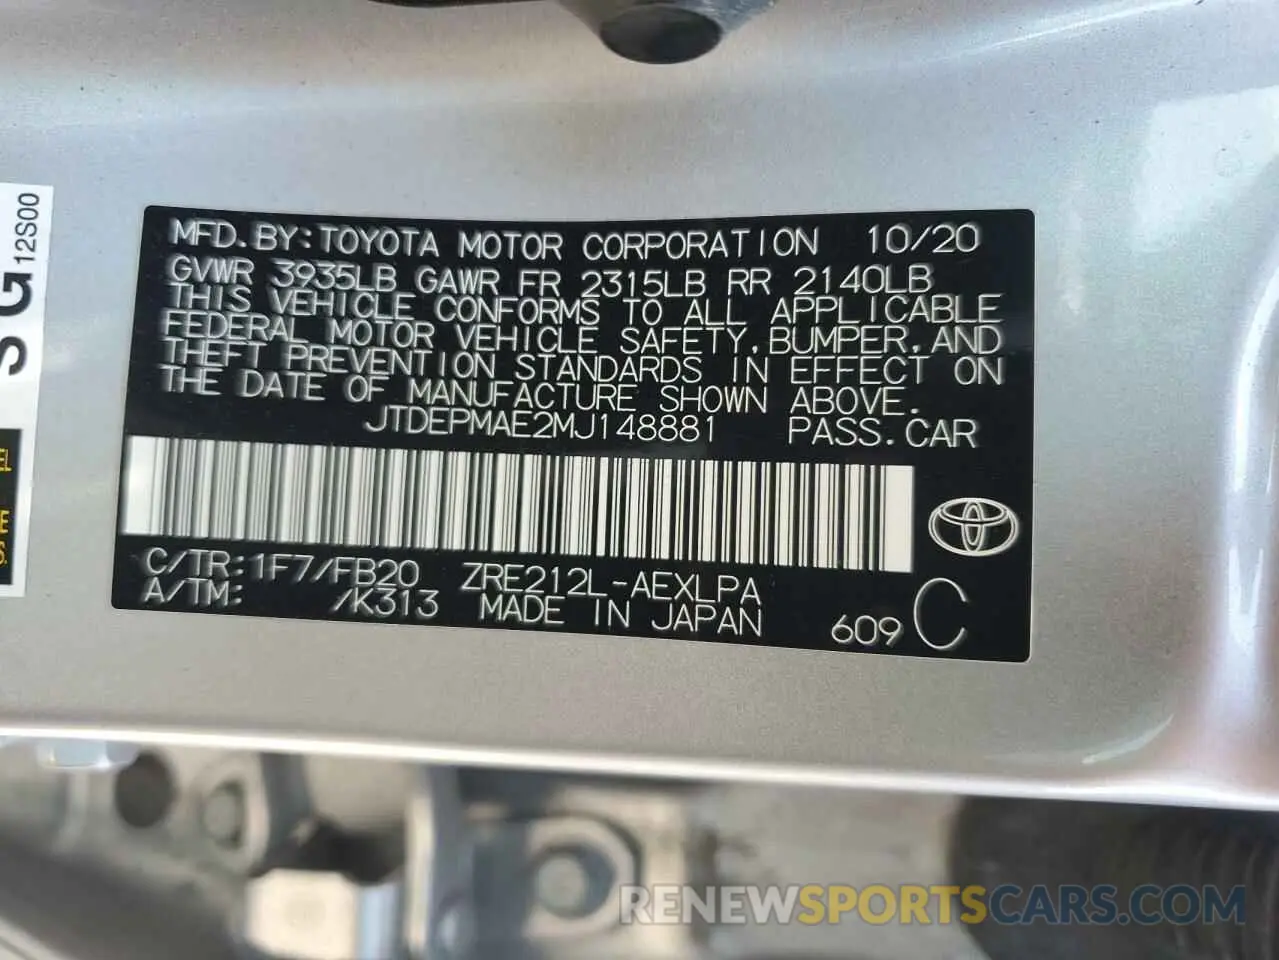 MFD.BY:TOYOTA MOTOR CORPORATION 10/20
GVWR 3935LB GAWR FR 2315LB RR 2140LB
THIS VEHICLE CONFORMS TO ALL APPLICABLE
FEDERAL MOTOR VEHICLE SAFETY,BUMPER,AND
THEFT PREVENTION STANDARDS IN EFFECT ON
THE DATE OF MANUFACTURE SHOWN ABOVE.
JTDEPMAE2MJ148881 PASS.CAR
C/TR:1F7/FB20 ZRE212L-AEXLPA
A/TM: /K313 MADE IN JAPAN 609 C
SG
12S00
RENEWSPORTSCARS.COM